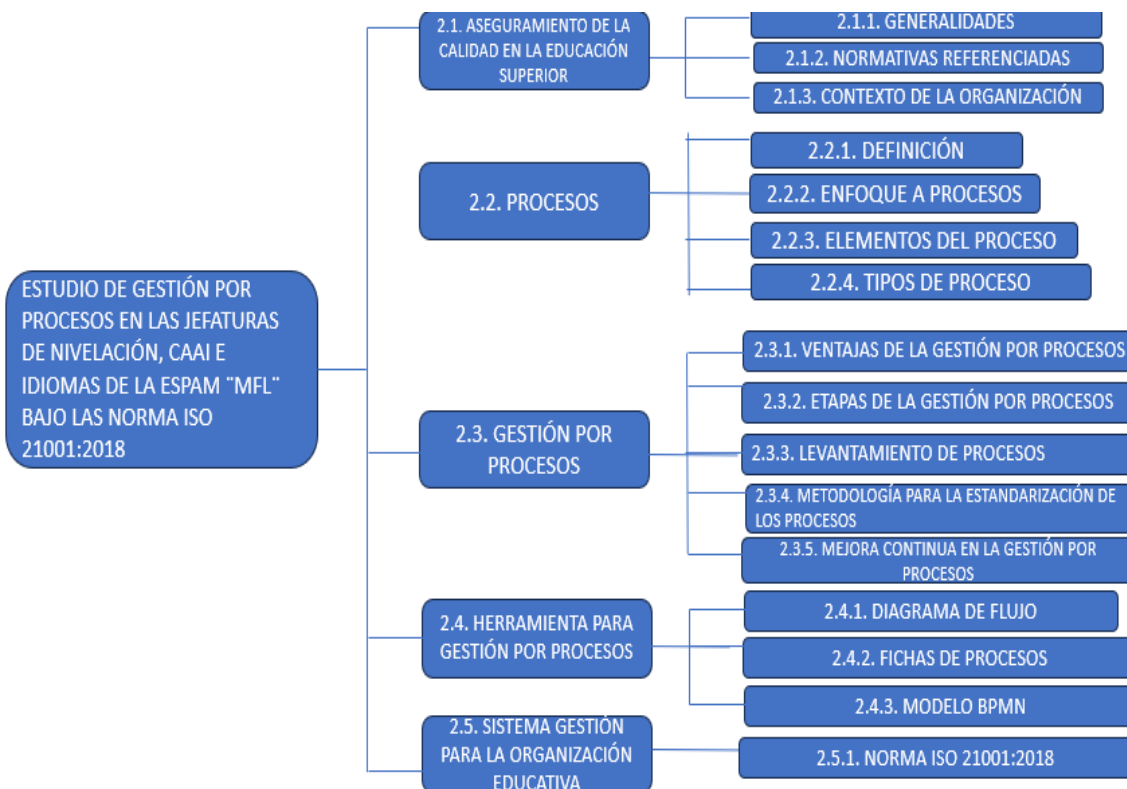 ESTUDIO DE GESTIÓN POR
PROCESOS EN LAS JEFATURAS
DE NIVELACIÓN, CAAI E
IDIOMAS DE LA ESPAM ¨MFL¨
BAJO LAS NORMA ISO
21001:2018
2.1. ASEGURAMIENTO DE LA
CALIDAD EN LA EDUCACIÓN
SUPERIOR
2.1.1. GENERALIDADES
2.1.2. NORMATIVAS REFERENCIADAS
2.1.3. CONTEXTO DE LA ORGANIZACIÓN
2.2. PROCESOS
2.2.1. DEFINICIÓN
2.2.2. ENFOQUE A PROCESOS
2.2.3. ELEMENTOS DEL PROCESO
2.2.4. TIPOS DE PROCESO
2.3. GESTIÓN POR
PROCESOS
2.3.1. VENTAJAS DE LA GESTIÓN POR PROCESOS
2.3.2. ETAPAS DE LA GESTIÓN POR PROCESOS
2.3.3. LEVANTAMIENTO DE PROCESOS
2.3.4. METODOLOGÍA PARA LA ESTANDARIZACIÓN DE
LOS PROCESOS
2.3.5. MEJORA CONTINUA EN LA GESTIÓN POR
PROCESOS
2.4. HERRAMIENTA PARA
GESTIÓN POR PROCESOS
2.4.1. DIAGRAMA DE FLUJO
2.4.2. FICHAS DE PROCESOS
2.4.3. MODELO BPMN
2.5. SISTEMA GESTIÓN
PARA LA ORGANIZACIÓN
EDUCATIVA
2.5.1. NORMA ISO 21001:2018